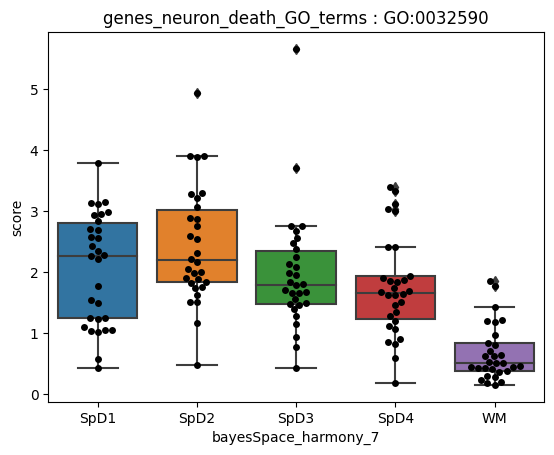 genes_neuron_death_GO_terms : GO:0032590
score
5
4
3
2
1
0
SpD1 SpD2 SpD3 SpD4 WM
bayesSpace_harmony_7